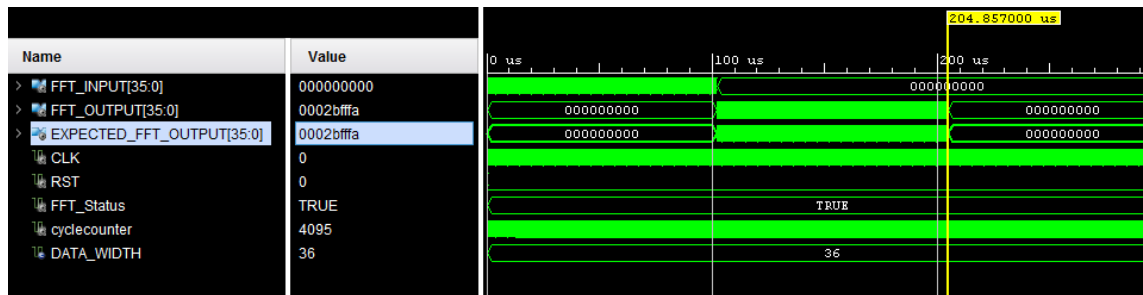 204.857000 us
Name Value 0 us 100 us 200 us
FFT_INPUT[35:0] 000000000 000000000
FFT_OUTPUT[35:0] 0002bfffa 000000000 000000000
EXPECTED_FFT_OUTPUT[35:0] 0002bfffa 000000000 000000000
CLK 0
RST 0
FFT_Status TRUE TRUE
cyclecounter 4095
DATA_WIDTH 36 36